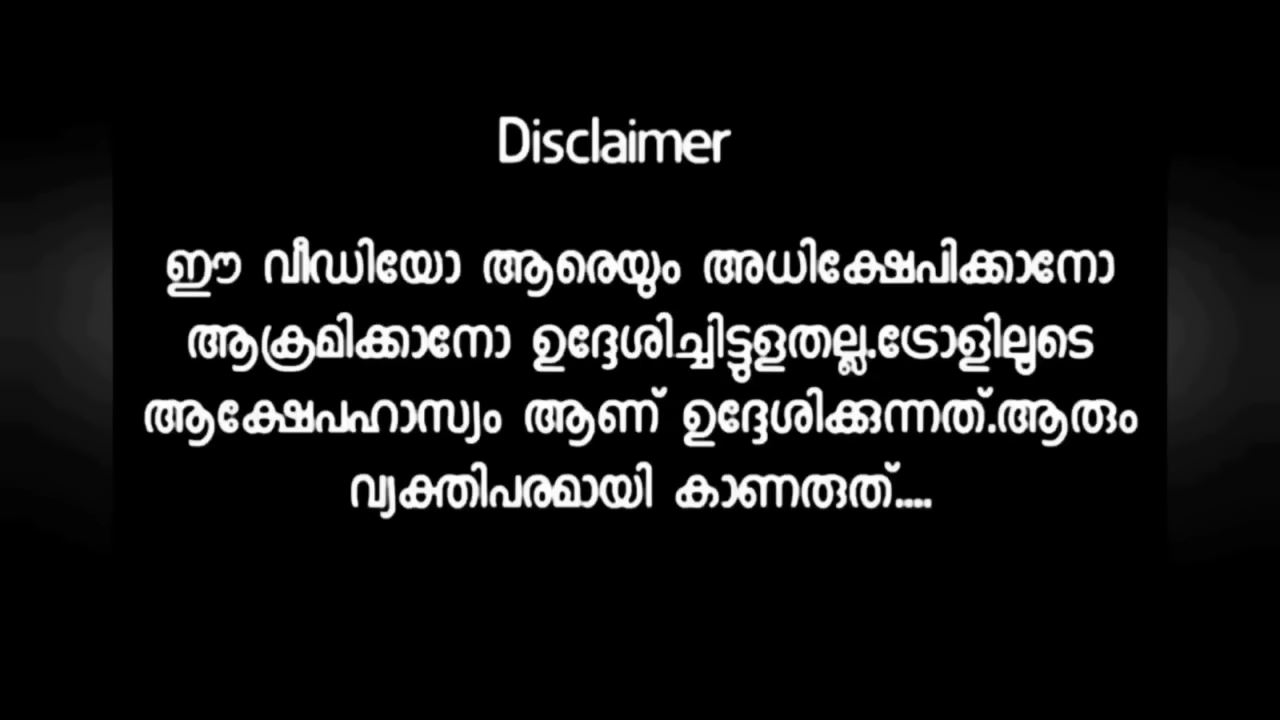 Disclaimer
ഈ വീഡിയോ ആരെയും അധിക്ഷേപിക്കാനോ
ആക്രമിക്കാനോ ഉദ്ദേശിച്ചിട്ടുളതല്ല.ട്രോളിലൂടെ
ആക്ഷേപഹാസ്യം ആണ് ഉദ്ദേശിക്കുന്നത്.ആരും
വ്യക്തിപരമായി കാണരുത്....